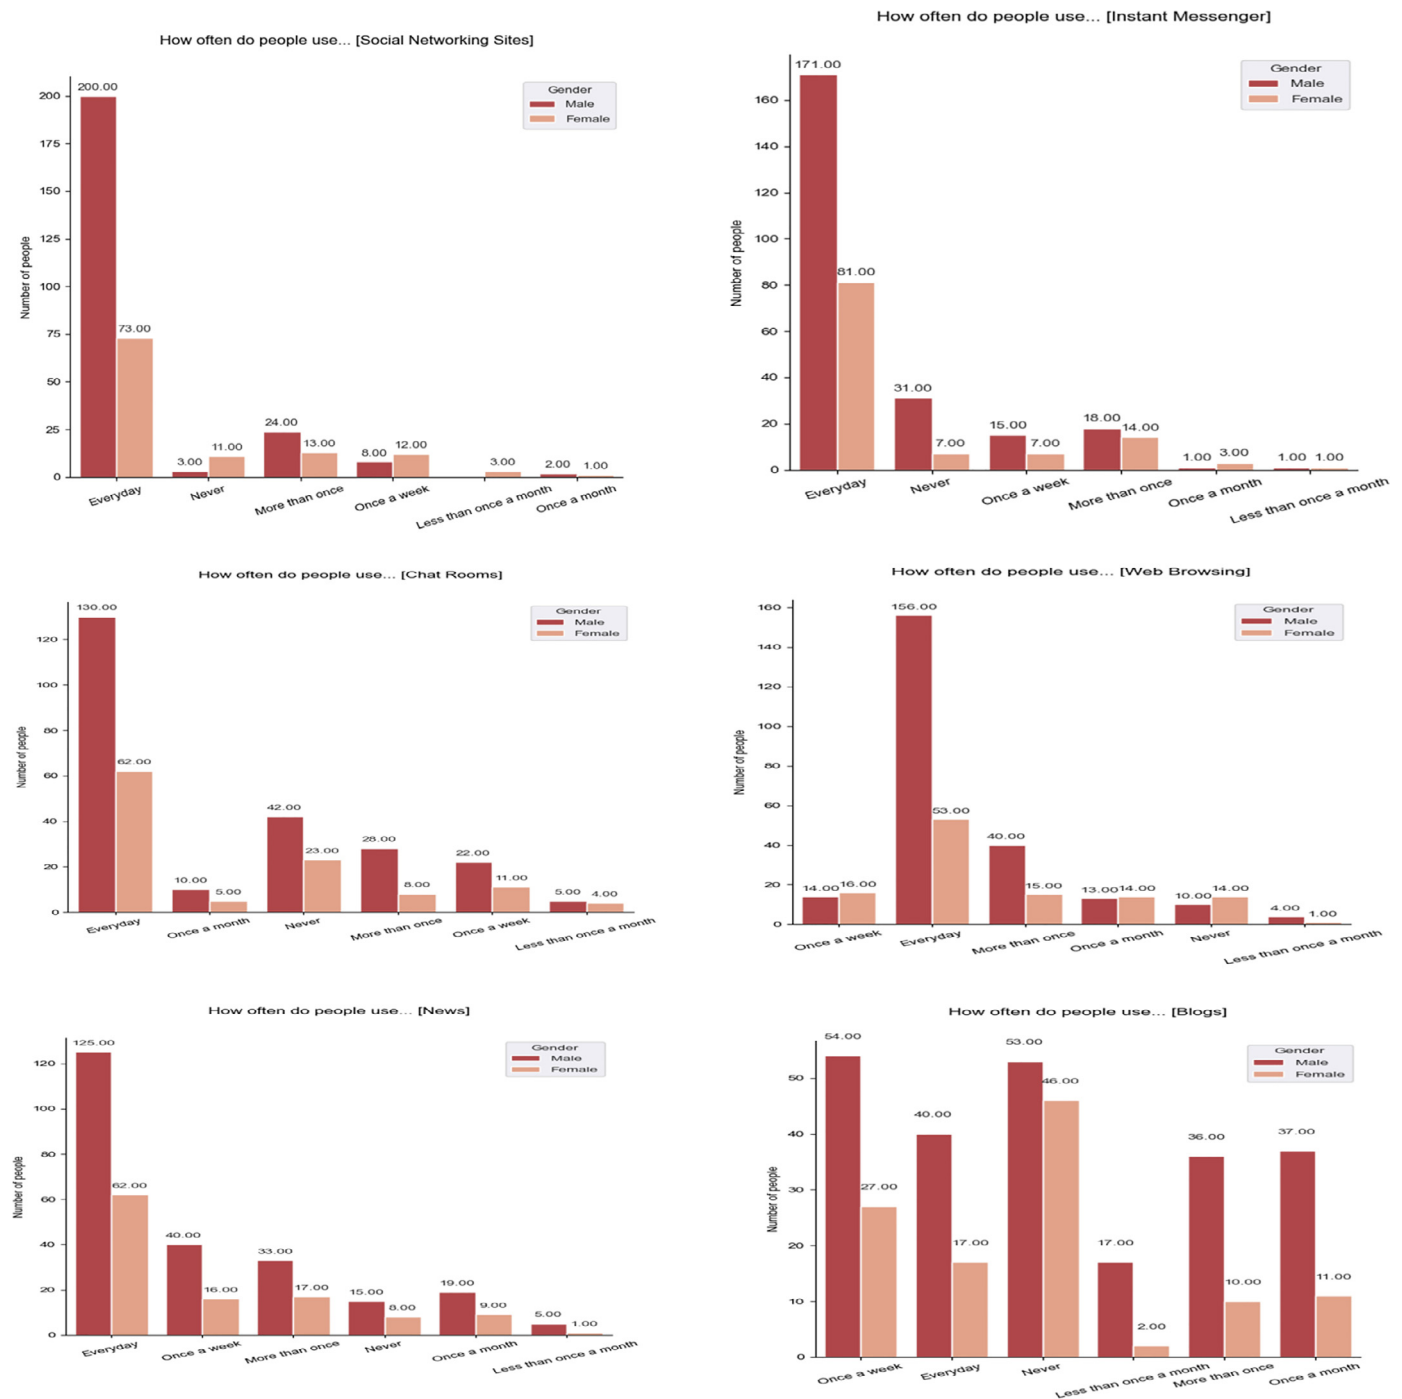 How often do people use... [Social Networking Sites]
Number of people
200
175
150
125
100
75
50
25
0
Gender
Male
Female
200.00
73.00
3.00
11.00
24.00
13.00
8.00
12.00
3.00
2.00
1.00
Everyday
Never
More than once
Once a week
Less than once a month
Once a month
How often do people use... [Instant Messenger]
Number of people
160
140
120
100
80
60
40
20
0
Gender
Male
Female
171.00
81.00
31.00
7.00
15.00
7.00
18.00
14.00
1.00
3.00
1.00
1.00
Everyday
Never
Once a week
More than once
Once a month
Less than once a month
How often do people use... [Chat Rooms]
Number of people
120
100
80
60
40
20
0
Gender
Male
Female
130.00
62.00
10.00
5.00
42.00
23.00
28.00
8.00
22.00
11.00
5.00
4.00
Everyday
Once a month
Never
More than once
Once a week
Less than once a month
How often do people use... [Web Browsing]
Number of people
160
140
120
100
80
60
40
20
0
Gender
Male
Female
14.00
16.00
156.00
53.00
40.00
15.00
13.00
14.00
10.00
14.00
4.00
1.00
Once a week
Everyday
More than once
Once a month
Never
Less than once a month
How often do people use... [News]
Number of people
120
100
80
60
40
20
0
Gender
Male
Female
125.00
62.00
40.00
16.00
33.00
17.00
15.00
8.00
19.00
9.00
5.00
1.00
Everyday
Once a week
More than once
Never
Once a month
Less than once a month
How often do people use... [Blogs]
Number of people
50
40
30
20
10
0
Gender
Male
Female
54.00
27.00
40.00
17.00
53.00
46.00
17.00
2.00
36.00
10.00
37.00
11.00
Once a week
Everyday
Never
Less than once a month
More than once
Once a month